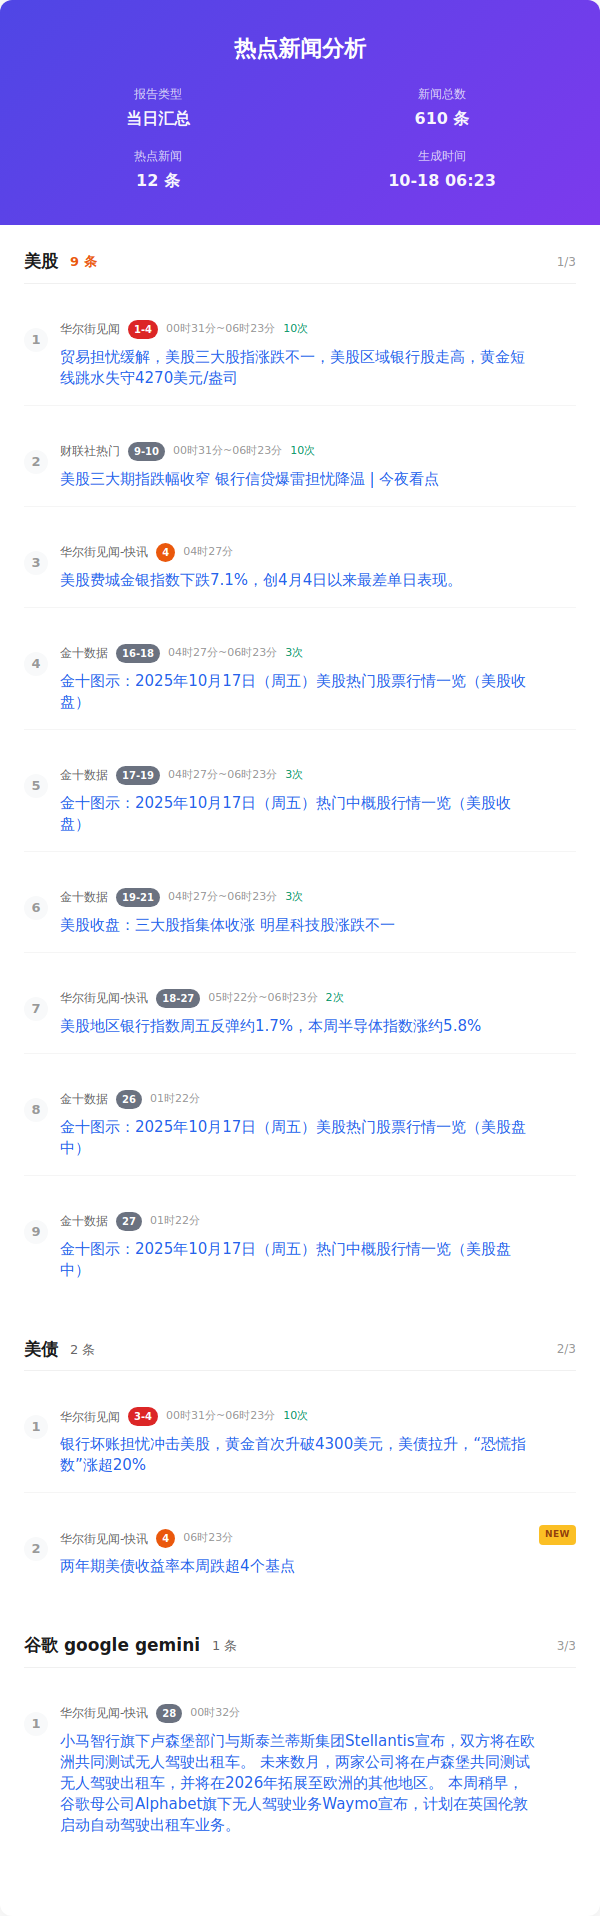 热点新闻分析
报告类型
当日汇总
新闻总数
610 条
热点新闻
12 条
生成时间
10-18 06:23
美股 9 条 1/3
1 华尔街见闻 1-4 00时31分~06时23分 10次
贸易担忧缓解，美股三大股指涨跌不一，美股区域银行股走高，黄金短
线跳水失守4270美元/盎司
2 财联社热门 9-10 00时31分~06时23分 10次
美股三大期指跌幅收窄 银行信贷爆雷担忧降温 | 今夜看点
3 华尔街见闻-快讯 4 04时27分
美股费城金银指数下跌7.1%，创4月4日以来最差单日表现。
4 金十数据 16-18 04时27分~06时23分 3次
金十图示：2025年10月17日（周五）美股热门股票行情一览（美股收
盘）
5 金十数据 17-19 04时27分~06时23分 3次
金十图示：2025年10月17日（周五）热门中概股行情一览（美股收
盘）
6 金十数据 19-21 04时27分~06时23分 3次
美股收盘：三大股指集体收涨 明星科技股涨跌不一
7 华尔街见闻-快讯 18-27 05时22分~06时23分 2次
美股地区银行指数周五反弹约1.7%，本周半导体指数涨约5.8%
8 金十数据 26 01时22分
金十图示：2025年10月17日（周五）美股热门股票行情一览（美股盘
中）
9 金十数据 27 01时22分
金十图示：2025年10月17日（周五）热门中概股行情一览（美股盘
中）
美债 2 条 2/3
1 华尔街见闻 3-4 00时31分~06时23分 10次
银行坏账担忧冲击美股，黄金首次升破4300美元，美债拉升，“恐慌指
数”涨超20%
2 华尔街见闻-快讯 4 06时23分 NEW
两年期美债收益率本周跌超4个基点
谷歌 google gemini 1 条 3/3
1 华尔街见闻-快讯 28 00时32分
小马智行旗下卢森堡部门与斯泰兰蒂斯集团Stellantis宣布，双方将在欧
洲共同测试无人驾驶出租车。 未来数月，两家公司将在卢森堡共同测试
无人驾驶出租车，并将在2026年拓展至欧洲的其他地区。 本周稍早，
谷歌母公司Alphabet旗下无人驾驶业务Waymo宣布，计划在英国伦敦
启动自动驾驶出租车业务。